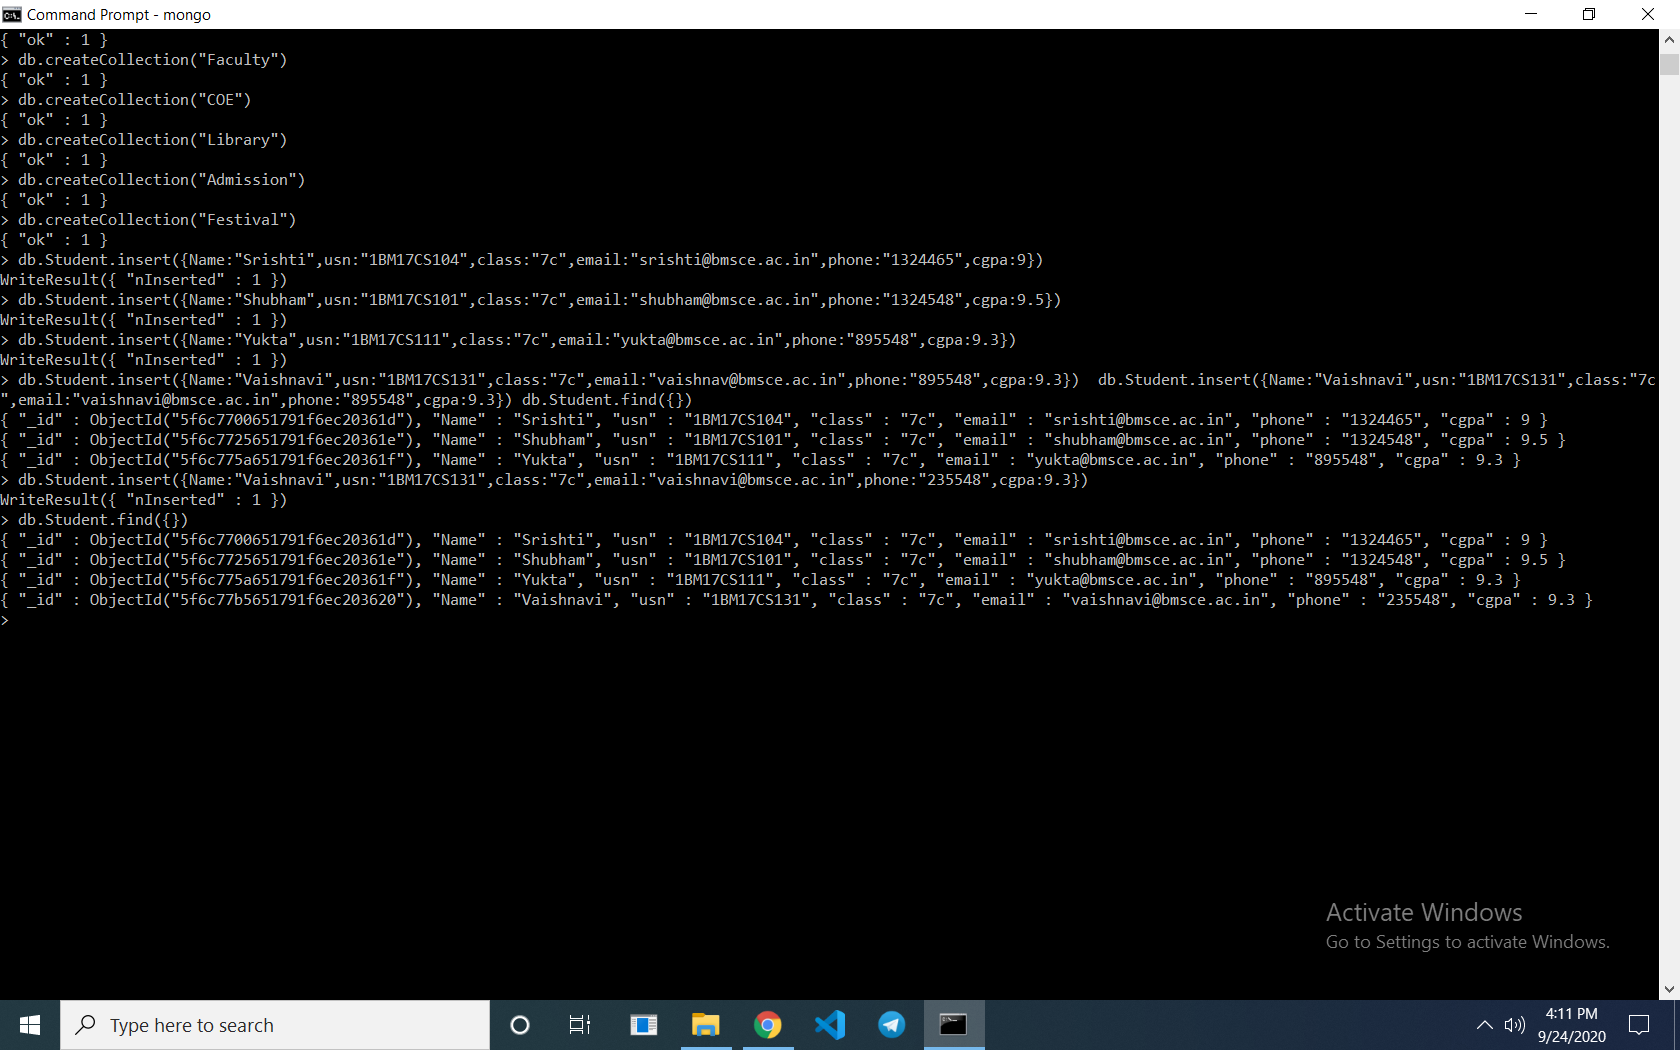 Command Prompt - mongo
{ "ok" : 1 }
> db.createCollection("Faculty")
{ "ok" : 1 }
> db.createCollection("COE")
{ "ok" : 1 }
> db.createCollection("Library")
{ "ok" : 1 }
> db.createCollection("Admission")
{ "ok" : 1 }
> db.createCollection("Festival")
{ "ok" : 1 }
> db.Student.insert({Name:"Srishti",usn:"1BM17CS104",class:"7c",email:"srishti@bmsce.ac.in",phone:"1324465",cgpa:9})
WriteResult({ "nInserted" : 1 })
> db.Student.insert({Name:"Shubham",usn:"1BM17CS101",class:"7c",email:"shubham@bmsce.ac.in",phone:"1324548",cgpa:9.5})
WriteResult({ "nInserted" : 1 })
> db.Student.insert({Name:"Yukta",usn:"1BM17CS111",class:"7c",email:"yukta@bmsce.ac.in",phone:"895548",cgpa:9.3})
WriteResult({ "nInserted" : 1 })
> db.Student.insert({Name:"Vaishnavi",usn:"1BM17CS131",class:"7c",email:"vaishnav@bmsce.ac.in",phone:"895548",cgpa:9.3})  db.Student.insert({Name:"Vaishnavi",usn:"1BM17CS131",class:"7c
",email:"vaishnavi@bmsce.ac.in",phone:"895548",cgpa:9.3}) db.Student.find({})
{ "_id" : ObjectId("5f6c7700651791f6ec20361d"), "Name" : "Srishti", "usn" : "1BM17CS104", "class" : "7c", "email" : "srishti@bmsce.ac.in", "phone" : "1324465", "cgpa" : 9 }
{ "_id" : ObjectId("5f6c7725651791f6ec20361e"), "Name" : "Shubham", "usn" : "1BM17CS101", "class" : "7c", "email" : "shubham@bmsce.ac.in", "phone" : "1324548", "cgpa" : 9.5 }
{ "_id" : ObjectId("5f6c775a651791f6ec20361f"), "Name" : "Yukta", "usn" : "1BM17CS111", "class" : "7c", "email" : "yukta@bmsce.ac.in", "phone" : "895548", "cgpa" : 9.3 }
> db.Student.insert({Name:"Vaishnavi",usn:"1BM17CS131",class:"7c",email:"vaishnavi@bmsce.ac.in",phone:"235548",cgpa:9.3})
WriteResult({ "nInserted" : 1 })
> db.Student.find({})
{ "_id" : ObjectId("5f6c7700651791f6ec20361d"), "Name" : "Srishti", "usn" : "1BM17CS104", "class" : "7c", "email" : "srishti@bmsce.ac.in", "phone" : "1324465", "cgpa" : 9 }
{ "_id" : ObjectId("5f6c7725651791f6ec20361e"), "Name" : "Shubham", "usn" : "1BM17CS101", "class" : "7c", "email" : "shubham@bmsce.ac.in", "phone" : "1324548", "cgpa" : 9.5 }
{ "_id" : ObjectId("5f6c775a651791f6ec20361f"), "Name" : "Yukta", "usn" : "1BM17CS111", "class" : "7c", "email" : "yukta@bmsce.ac.in", "phone" : "895548", "cgpa" : 9.3 }
{ "_id" : ObjectId("5f6c77b5651791f6ec203620"), "Name" : "Vaishnavi", "usn" : "1BM17CS131", "class" : "7c", "email" : "vaishnavi@bmsce.ac.in", "phone" : "235548", "cgpa" : 9.3 }
>
Activate Windows
Go to Settings to activate Windows.
Type here to search
4:11 PM
9/24/2020